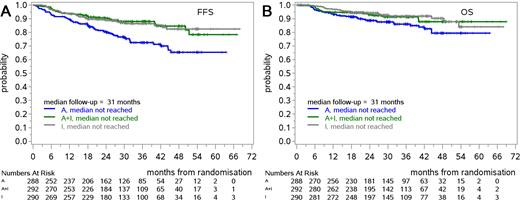 A
FFS
1.0
0.9
0.8
0.7
0.6
0.5
0.4
0.3
0.2
0.1
0.0
probability
median follow-up = 31 months
A, median not reached
A+I, median not reached
I, median not reached
0 6 12 18 24 30 36 42 48 54 60 66 72
Numbers At Risk
months from randomisation
A 288 252 237 206 162 126 85 54 27 12 2 0
A+I 292 270 253 226 184 137 109 65 40 17 3 1
I 290 269 257 229 180 133 100 68 34 16 4 3
B
OS
1.0
0.9
0.8
0.7
0.6
0.5
0.4
0.3
0.2
0.1
0.0
probability
median follow-up = 31 months
A, median not reached
A+I, median not reached
I, median not reached
0 6 12 18 24 30 36 42 48 54 60 66 72
Numbers At Risk
months from randomisation
A 288 270 256 230 181 145 97 63 32 15 2 0
A+I 292 280 262 238 195 142 113 67 42 19 4 2
I 290 281 272 248 197 145 109 77 38 16 4 3